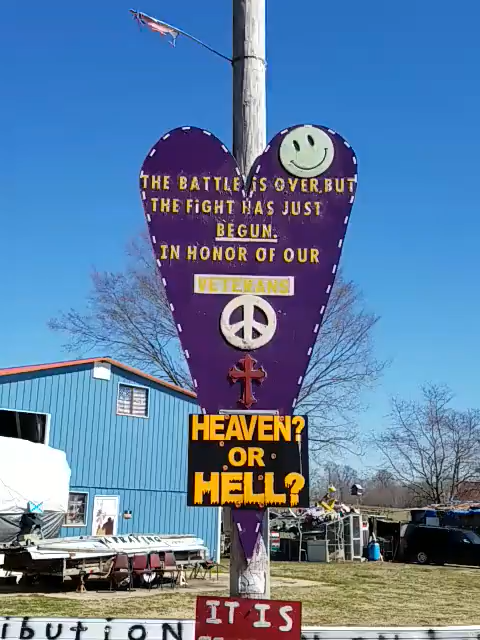 THE BATTLE IS OVER, BUT
THE FIGHT HAS JUST
BEGUN.
IN HONOR OF OUR
VETERANS
HEAVEN?
OR
HELL?
IT IS
ibUTiON